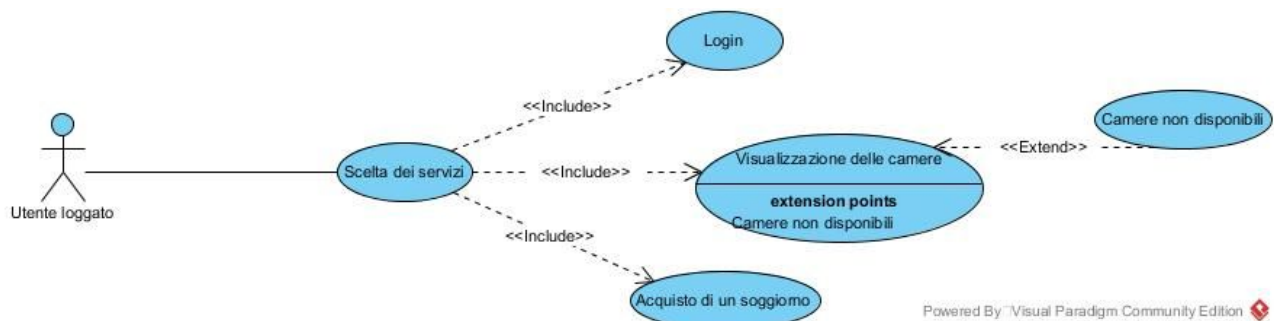 Login
<<Include>>
Camere non disponibili
Utente loggato
Scelta dei servizi
<<Include>>
Visualizzazione delle camere
<<Extend>>
extension points
Camere non disponibili
<<Include>>
Acquisto di un soggiorno
Powered By Visual Paradigm Community Edition